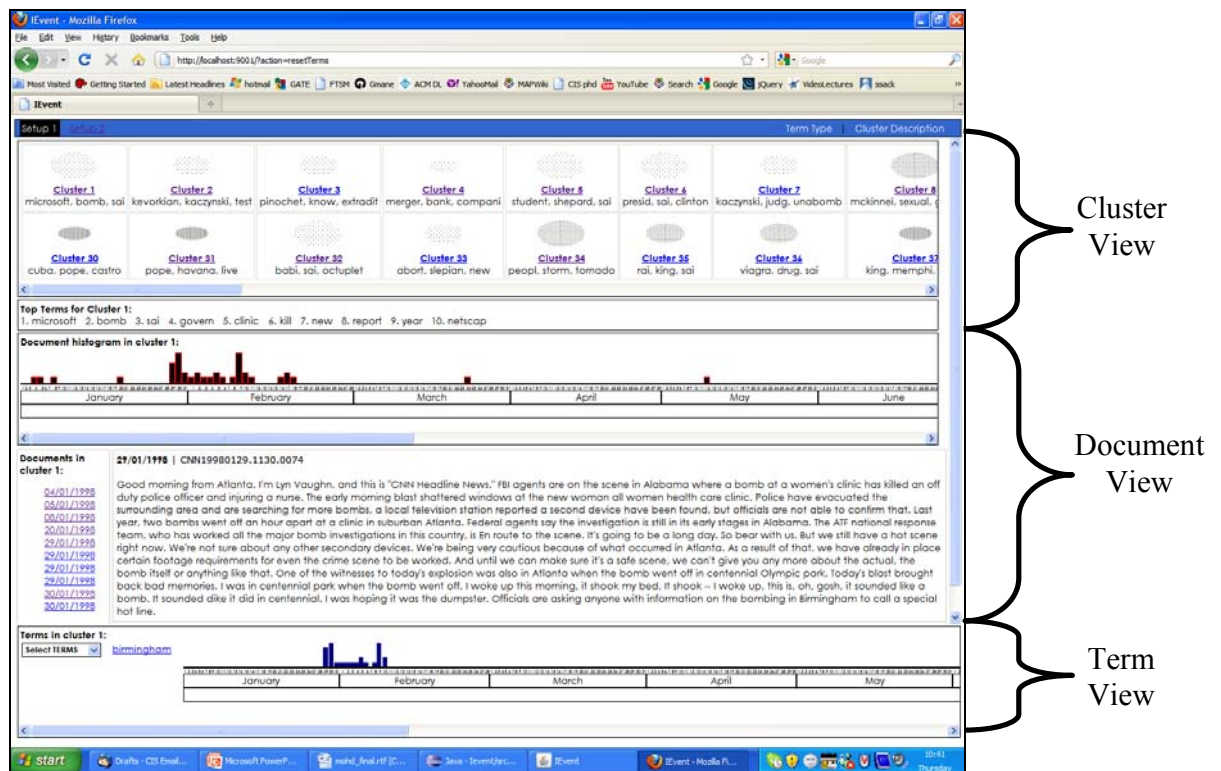 IEvent - Mozilla Firefox
File Edit View History Bookmarks Tools Help
http://localhost:9001/?action=resetTerms
Google
Most Visited Getting Started Latest Headlines hotmail GATE FTSM Gmane ACM DL YahooMail MAPWiki CIS phd YouTube Search Google jQuery VideoLectures ssack
IEvent
Setup 1 Setup 2 Term Type | Cluster Description
Cluster 1 Cluster 2 Cluster 3 Cluster 4 Cluster 5 Cluster 6 Cluster 7 Cluster 8
microsoft, bomb, sai kevorkian, kaczynski, test pinochet, know, extradit merger, bank, compani student, shepard, sai presid, sai, clinton kaczynski, judg, unabomb mckinnei, sexual,
Cluster 30 Cluster 31 Cluster 32 Cluster 33 Cluster 34 Cluster 35 Cluster 36 Cluster 37
cuba, pope, castro pope, havana, live babi, sai, octuplet abort, slepian, new peopl, storm, tornado rai, king, sai viagra, drug, sai king, memphi,
Cluster View
Top Terms for Cluster 1:
1. microsoft 2. bomb 3. sai 4. govern 5. clinic 6. kill 7. new 8. report 9. year 10. netscap
Document histogram in cluster 1:
January February March April May June
Document View
Documents in cluster 1:
04/01/1998
05/01/1998
08/01/1998
20/01/1998
29/01/1998
29/01/1998
29/01/1998
29/01/1998
30/01/1998
30/01/1998
29/01/1998 | CNN19980129.1130.0074
Good morning from Atlanta. I'm Lyn Vaughn. and this is "CNN Headline News." FBI agents are on the scene in Alabama where a bomb at a women's clinic has killed an off
duty police officer and injuring a nurse. The early morning blast shattered windows at the new woman all women health care clinic. Police have evacuated the
surrounding area and are searching for more bombs, a local television station reported a second device have been found, but officials are not able to confirm that. Last
year, two bombs went off an hour apart at a clinic in suburban Atlanta. Federal agents say the investigation is still in its early stages in Alabama. The ATF national response
team, who has worked all the major bomb investigations in this country, is En route to the scene. It's going to be a long day. So bear with us. But we still have a hot scene
right now. We're not sure about any other secondary devices. We're being very cautious because of what occurred in Atlanta. As a result of that, we have already in place
certain footage requirements for even the crime scene to be worked. And until we can make sure it's a safe scene, we can't give you any more about the actual, the
bomb itself or anything like that. One of the witnesses to today's explosion was also in Atlanta when the bomb went off in centennial Olympic park. Today's blast brought
back bad memories. I was in centennial park when the bomb went off. I woke up this morning, it shook my bed. It shook -- I woke up, this is, oh, gosh, it sounded like a
bomb. It sounded dike it did in centennial. I was hoping it was the dumpster. Officials are asking anyone with information on the bombing in Birmingham to call a special
hot line.
Terms in cluster 1:
Select TERMS birmingham
January February March April May
Term View
start Drafts - CIS Email... Microsoft PowerP... mohd_final.rtf [C... Java - Ievent/src... IEvent IEvent - Mozilla Fi... 10:41
Thursday